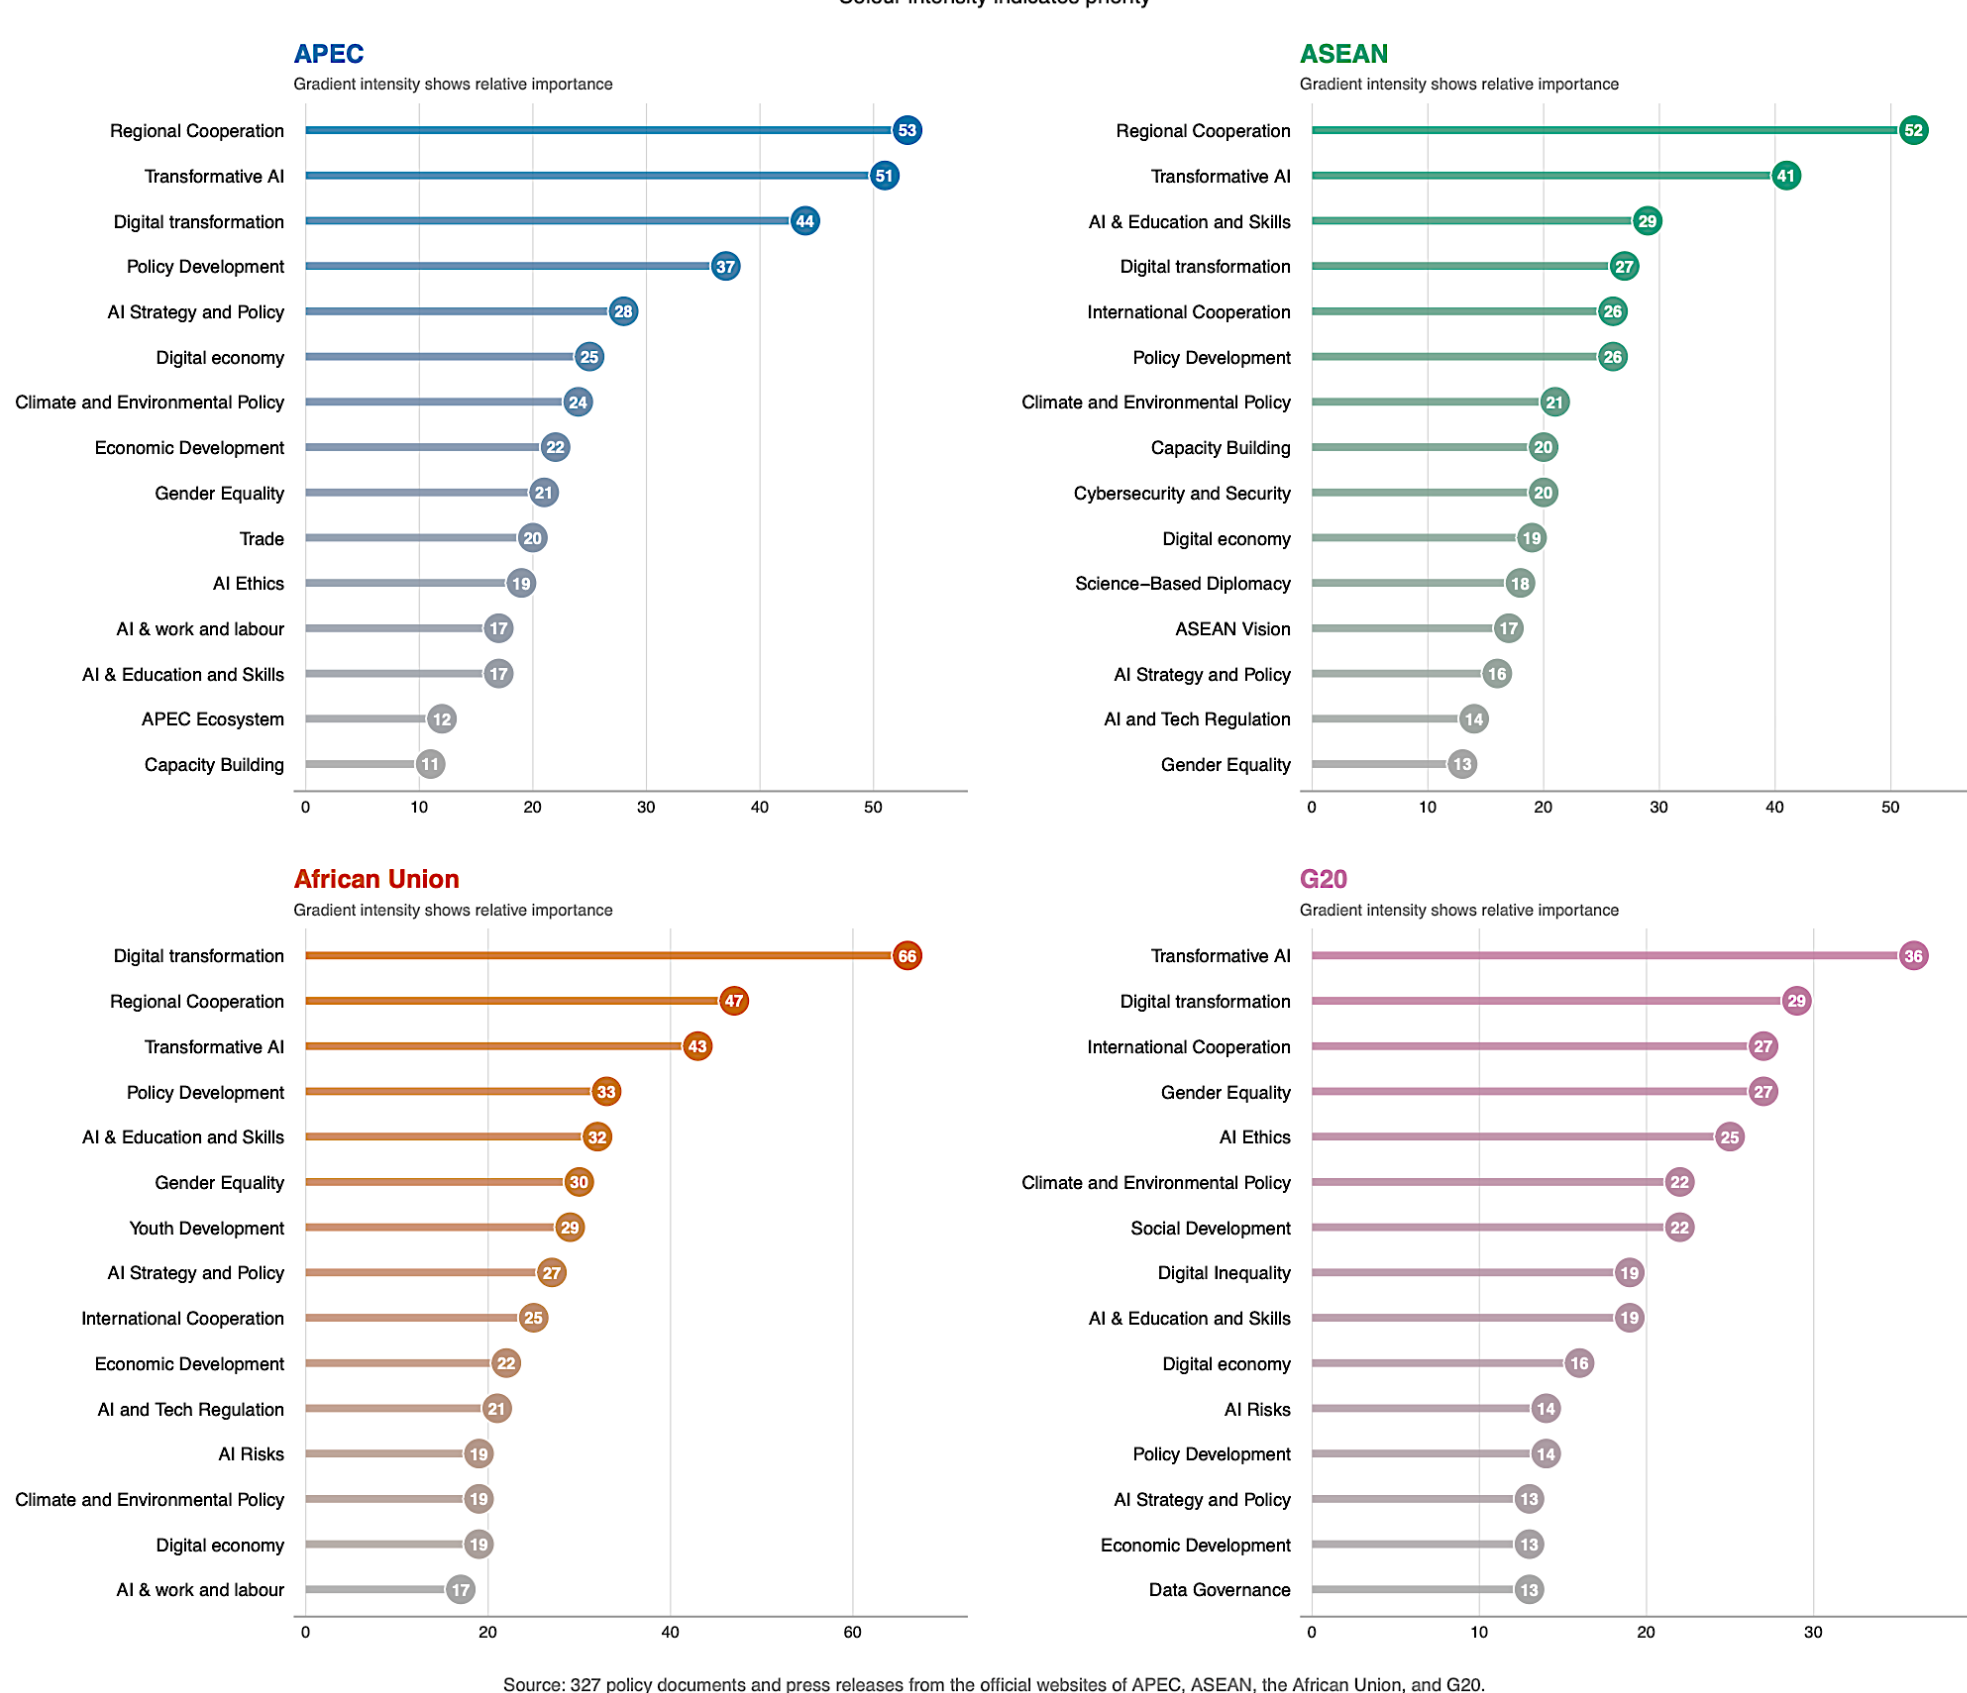 Colour intensity indicates priority
APEC
Gradient intensity shows relative importance
Regional Cooperation 53
Transformative AI 51
Digital transformation 44
Policy Development 37
AI Strategy and Policy 28
Digital economy 25
Climate and Environmental Policy 24
Economic Development 22
Gender Equality 21
Trade 20
AI Ethics 19
AI & work and labour 17
AI & Education and Skills 17
APEC Ecosystem 12
Capacity Building 11
0 10 20 30 40 50
ASEAN
Gradient intensity shows relative importance
Regional Cooperation 52
Transformative AI 41
AI & Education and Skills 29
Digital transformation 27
International Cooperation 26
Policy Development 26
Climate and Environmental Policy 21
Capacity Building 20
Cybersecurity and Security 20
Digital economy 19
Science–Based Diplomacy 18
ASEAN Vision 17
AI Strategy and Policy 16
AI and Tech Regulation 14
Gender Equality 13
0 10 20 30 40 50
African Union
Gradient intensity shows relative importance
Digital transformation 66
Regional Cooperation 47
Transformative AI 43
Policy Development 33
AI & Education and Skills 32
Gender Equality 30
Youth Development 29
AI Strategy and Policy 27
International Cooperation 25
Economic Development 22
AI and Tech Regulation 21
AI Risks 19
Climate and Environmental Policy 19
Digital economy 19
AI & work and labour 17
0 20 40 60
G20
Gradient intensity shows relative importance
Transformative AI 36
Digital transformation 29
International Cooperation 27
Gender Equality 27
AI Ethics 25
Climate and Environmental Policy 22
Social Development 22
Digital Inequality 19
AI & Education and Skills 19
Digital economy 16
AI Risks 14
Policy Development 14
AI Strategy and Policy 13
Economic Development 13
Data Governance 13
0 10 20 30
Source: 327 policy documents and press releases from the official websites of APEC, ASEAN, the African Union, and G20.